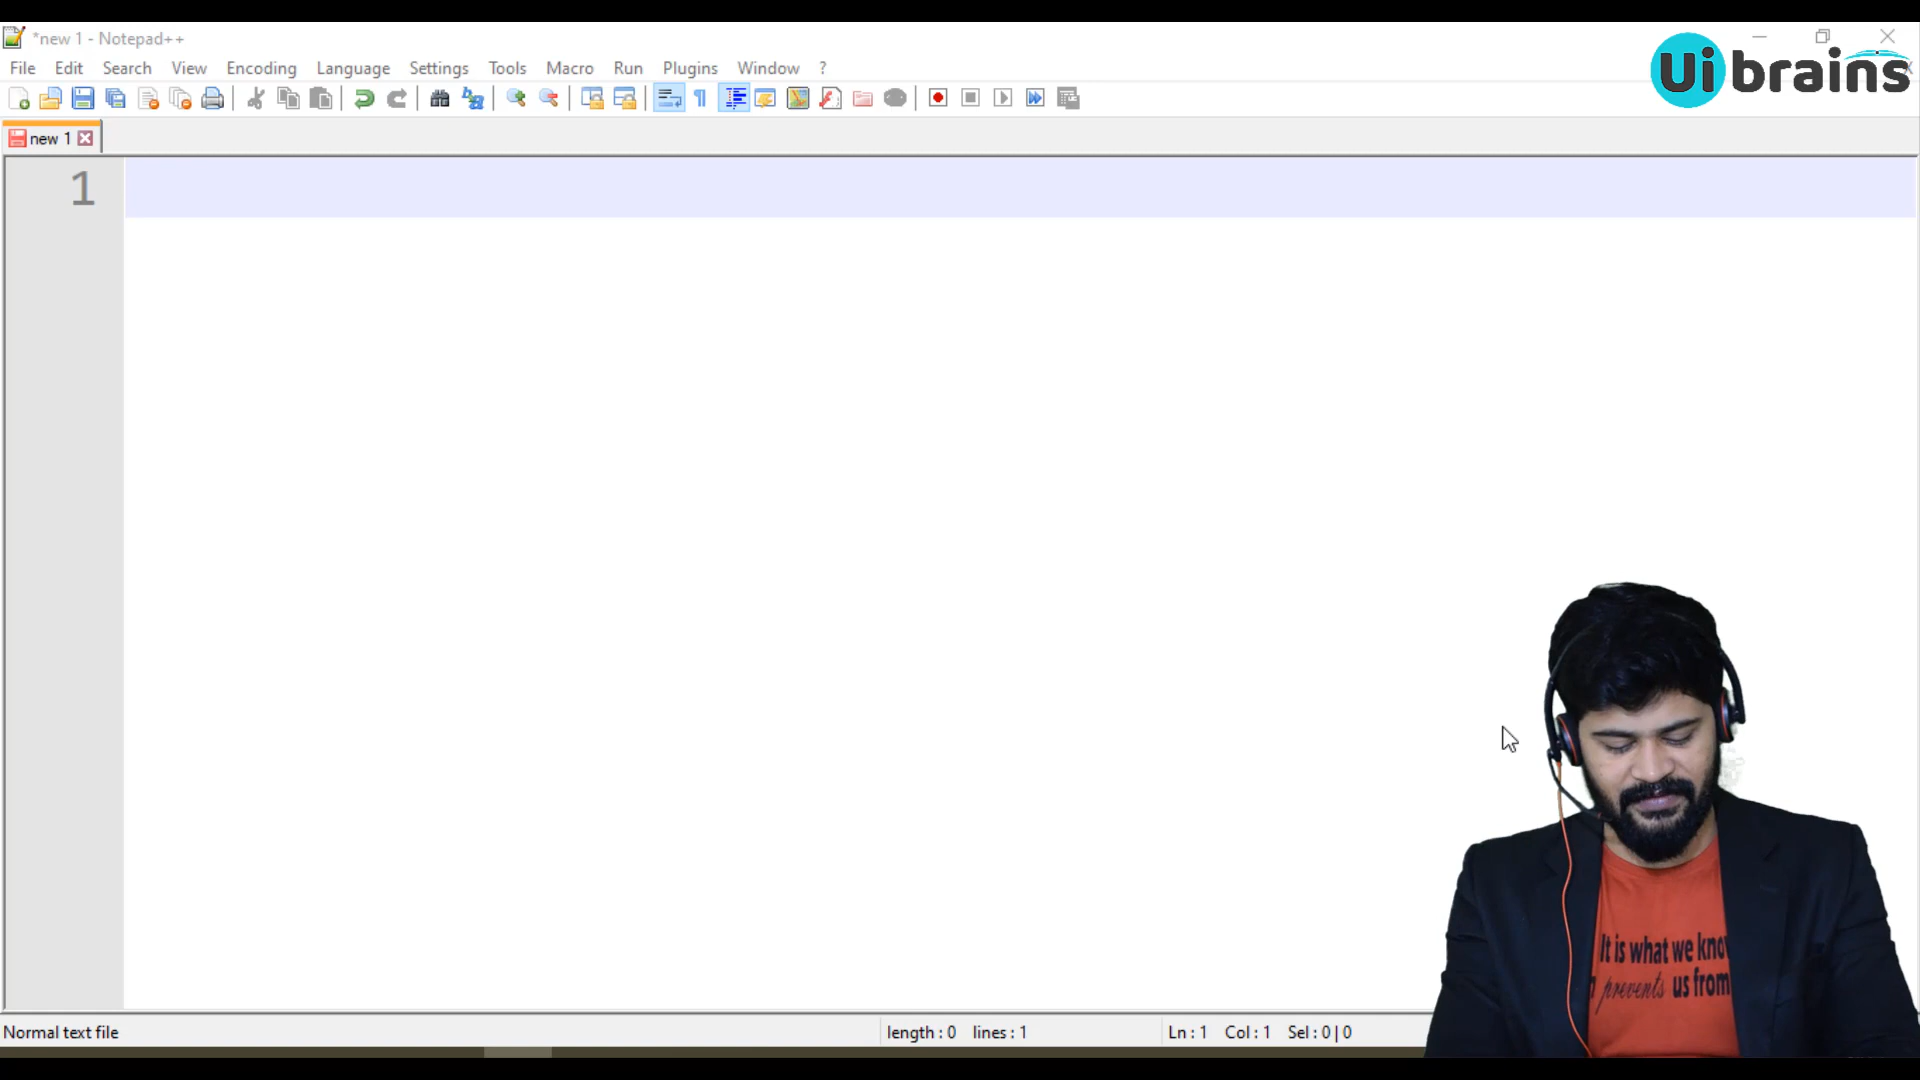 *new 1 - Notepad++
Ui brains
File Edit Search View Encoding Language Settings Tools Macro Run Plugins Window ?
new 1
1
It is what we know
prevents us from
Normal text file length : 0 lines : 1 Ln : 1 Col : 1 Sel : 0 | 0